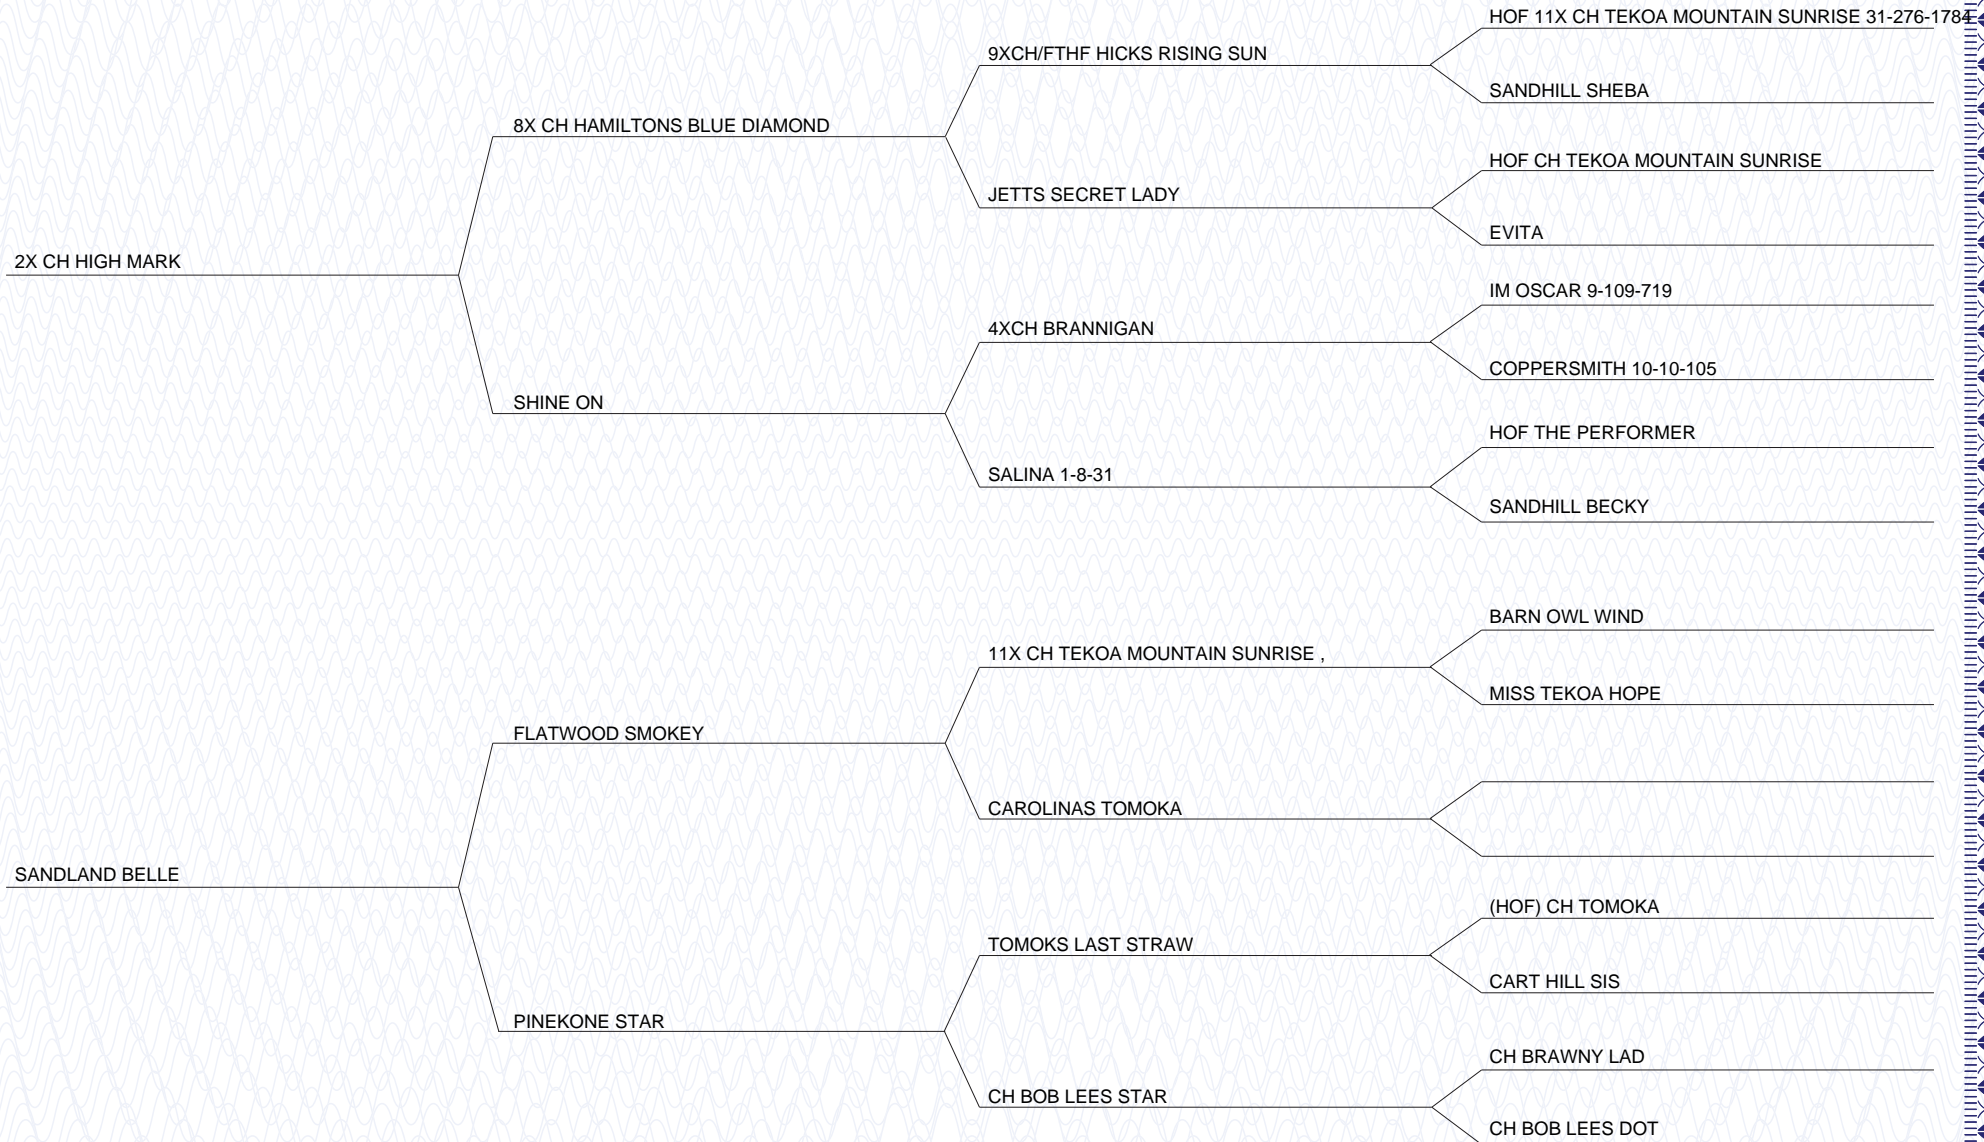 HOF 11X CH TEKOA MOUNTAIN SUNRISE 31-276-1784
9XCH/FTHF HICKS RISING SUN
SANDHILL SHEBA
8X CH HAMILTONS BLUE DIAMOND
HOF CH TEKOA MOUNTAIN SUNRISE
JETTS SECRET LADY
EVITA
2X CH HIGH MARK
IM OSCAR 9-109-719
4XCH BRANNIGAN
COPPERSMITH 10-10-105
SHINE ON
HOF THE PERFORMER
SALINA 1-8-31
SANDHILL BECKY
BARN OWL WIND
11X CH TEKOA MOUNTAIN SUNRISE ,
MISS TEKOA HOPE
FLATWOOD SMOKEY
CAROLINAS TOMOKA
SANDLAND BELLE
(HOF) CH TOMOKA
TOMOKS LAST STRAW
CART HILL SIS
PINEKONE STAR
CH BRAWNY LAD
CH BOB LEES STAR
CH BOB LEES DOT